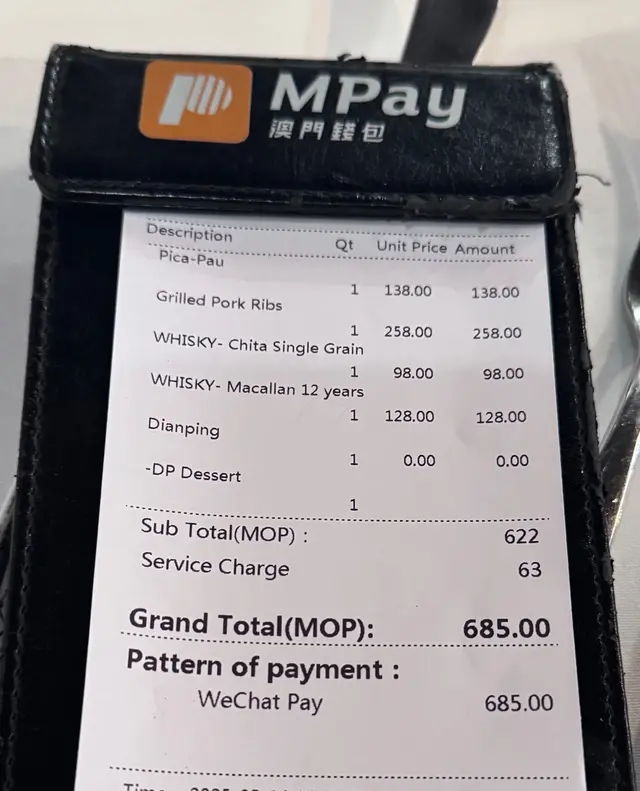 MPay
澳門錢包
Description Qt Unit Price Amount
Pica-Pau
1 138.00 138.00
Grilled Pork Ribs
1 258.00 258.00
WHISKY- Chita Single Grain
1 98.00 98.00
WHISKY- Macallan 12 years
1 128.00 128.00
Dianping
1 0.00 0.00
-DP Dessert
1
Sub Total(MOP) : 622
Service Charge 63
Grand Total(MOP): 685.00
Pattern of payment :
WeChat Pay 685.00